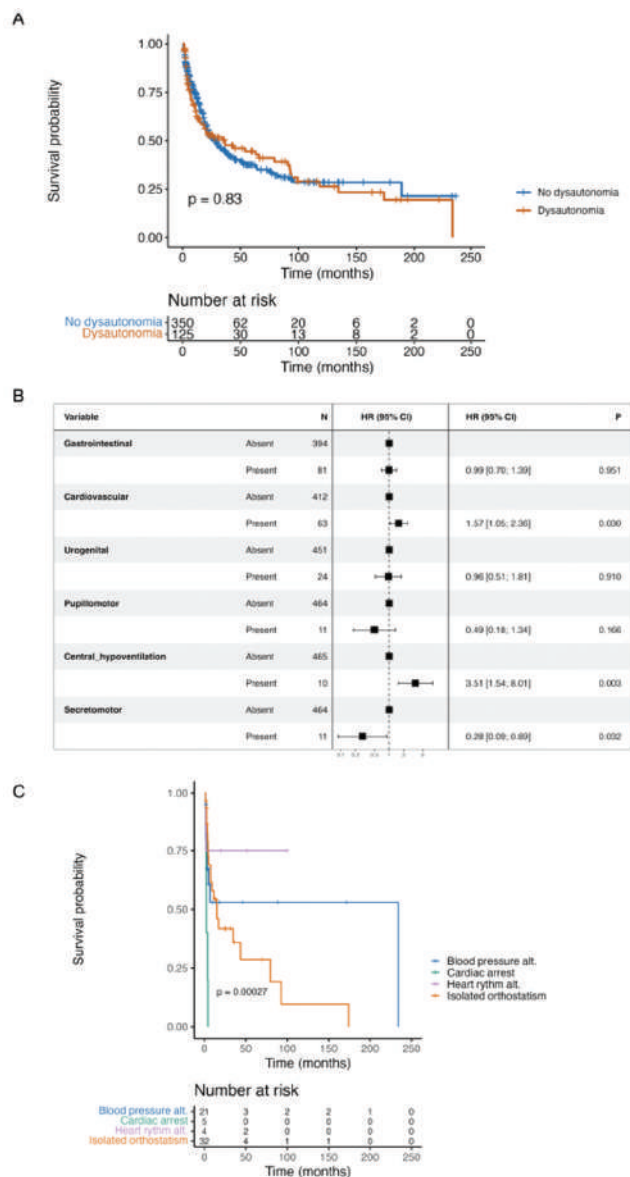 A
Survival probability
1.00
0.75
0.50
0.25
0.00
p = 0.83
0 50 100 150 200 250
Time (months)
No dysautonomia
Dysautonomia
Number at risk
No dysautonomia 350 62 20 6 2 0
Dysautonomia 125 30 13 8 2 0
0 50 100 150 200 250
Time (months)
B
Variable N HR (95% CI) HR (95% CI) P
Gastrointestinal Absent 394
Present 81 0.99 [0.70; 1.39] 0.951
Cardiovascular Absent 412
Present 63 1.57 [1.05; 2.36] 0.030
Urogenital Absent 451
Present 24 0.96 [0.51; 1.81] 0.910
Pupillomotor Absent 464
Present 11 0.49 [0.18; 1.34] 0.166
Central_hypoventilation Absent 465
Present 10 3.51 [1.54; 8.01] 0.003
Secretomotor Absent 464
Present 11 0.28 [0.09; 0.89] 0.032
C
Survival probability
1.00
0.75
0.50
0.25
0.00
p = 0.00027
0 50 100 150 200 250
Time (months)
Blood pressure alt.
Cardiac arrest
Heart rythm alt.
Isolated orthostatism
Number at risk
Blood pressure alt. 21 3 2 2 1 0
Cardiac arrest 5 0 0 0 0 0
Heart rythm alt. 4 2 0 0 0 0
Isolated orthostatism 32 4 1 1 0 0
0 50 100 150 200 250
Time (months)